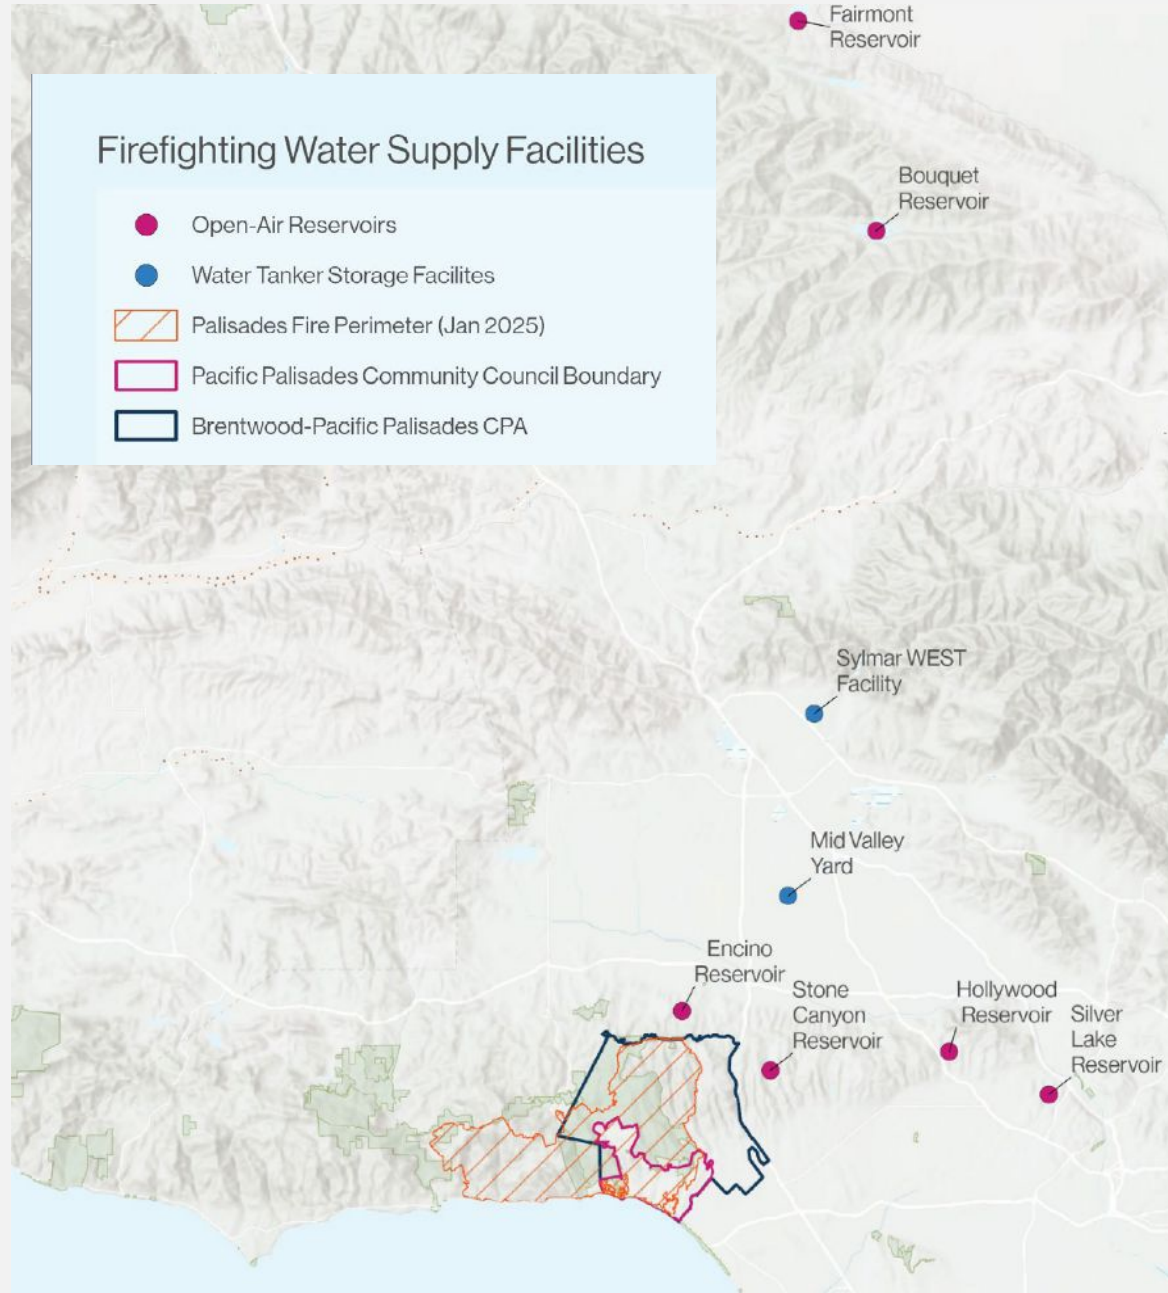 Fairmont
Reservoir
Firefighting Water Supply Facilities
Open-Air Reservoirs
Water Tanker Storage Facilites
Palisades Fire Perimeter (Jan 2025)
Pacific Palisades Community Council Boundary
Brentwood-Pacific Palisades CPA
Bouquet
Reservoir
Sylmar WEST
Facility
Mid Valley
Yard
Encino
Reservoir
Stone
Canyon
Reservoir
Hollywood
Reservoir
Silver
Lake
Reservoir